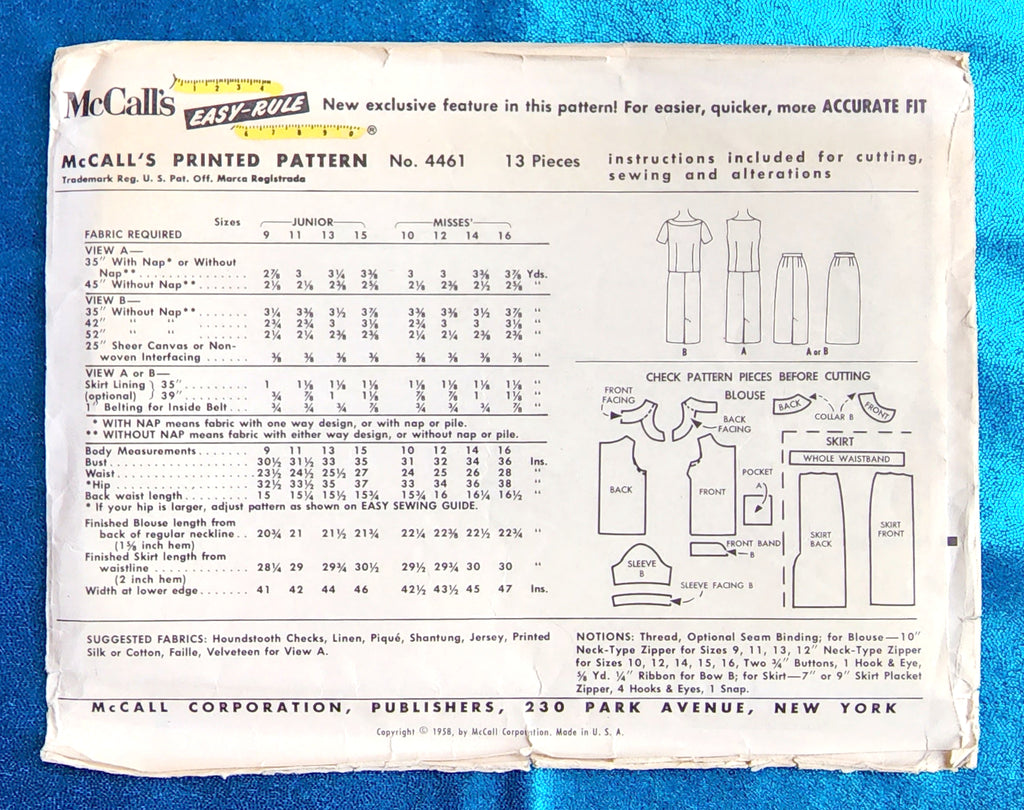 McCall's EASY-RULE ® New exclusive feature in this pattern! For easier, quicker, more ACCURATE FIT
1 2 3 4
6 7 8 9 0
McCALL'S PRINTED PATTERN No. 4461 13 Pieces instructions included for cutting,
Trademark Reg. U. S. Pat. Off. Marca Registrada sewing and alterations
Sizes JUNIOR MISSES'
FABRIC REQUIRED 9 11 13 15 10 12 14 16
VIEW A—
35" With Nap* or Without
Nap** 2⅞ 3 3¼ 3⅜ 3 3 3⅜ 3⅞ Yds.
45" Without Nap** 2⅛ 2⅛ 2⅜ 2⅝ 2⅛ 2⅜ 2½ 2⅝ "
VIEW B—
35" Without Nap** 3¼ 3⅜ 3½ 3⅞ 3⅜ 3⅜ 3½ 3⅞ "
42" " " 2¾ 2¾ 3 3⅛ 2¾ 3 3 3⅛ "
52" " " 2¼ 2¼ 2⅜ 2⅜ 2¼ 2¼ 2⅜ 2⅜ "
25" Sheer Canvas or Non-
woven Interfacing ⅜ ⅜ ⅜ ⅜ ⅜ ⅜ ⅜ ⅜ "
VIEW A or B—
Skirt Lining } 35" 1 1⅛ 1⅛ 1⅛ 1⅛ 1⅛ 1⅛ 1⅛ "
(optional) } 39" ¾ ⅞ 1 1⅛ ⅞ ⅞ 1 1⅛ "
1" Belting for Inside Belt ¾ ¾ ¾ ⅞ ¾ ¾ ¾ ⅞ "
* WITH NAP means fabric with one way design, or with nap or pile.
** WITHOUT NAP means fabric with either way design, or without nap or pile.
Body Measurements 9 11 13 15 10 12 14 16
Bust 30½ 31½ 33 35 31 32 34 36 Ins.
Waist 23½ 24½ 25½ 27 24 25 26 28 "
*Hip 32½ 33½ 35 37 33 34 36 38 "
Back waist length 15 15¼ 15½ 15¾ 15¾ 16 16¼ 16½ "
* If your hip is larger, adjust pattern as shown on EASY SEWING GUIDE.
Finished Blouse length from
back of regular neckline 20¾ 21 21½ 21¾ 22¼ 22⅜ 22½ 22¾ "
(1⅝ inch hem)
Finished Skirt length from
waistline 28¼ 29 29¾ 30½ 29½ 29¾ 30 30 "
(2 inch hem)
Width at lower edge 41 42 44 46 42½ 43½ 45 47 Ins.
B A A or B
CHECK PATTERN PIECES BEFORE CUTTING
FRONT
FACING
BLOUSE
BACK
FACING
BACK
COLLAR B
FRONT
BACK
FRONT
POCKET
A
FRONT BAND
B
SLEEVE
B
SLEEVE FACING B
SKIRT
WHOLE WAISTBAND
SKIRT
BACK
SKIRT
FRONT
SUGGESTED FABRICS: Houndstooth Checks, Linen, Piqué, Shantung, Jersey, Printed
Silk or Cotton, Faille, Velveteen for View A.
NOTIONS: Thread, Optional Seam Binding; for Blouse—10"
Neck-Type Zipper for Sizes 9, 11, 13, 12" Neck-Type Zipper
for Sizes 10, 12, 14, 15, 16, Two ¾" Buttons, 1 Hook & Eye,
⅝ Yd. ¼" Ribbon for Bow B; for Skirt—7" or 9" Skirt Placket
Zipper, 4 Hooks & Eyes, 1 Snap.
McCALL CORPORATION, PUBLISHERS, 230 PARK AVENUE, NEW YORK
Copyright © 1958, by McCall Corporation. Made in U. S. A.